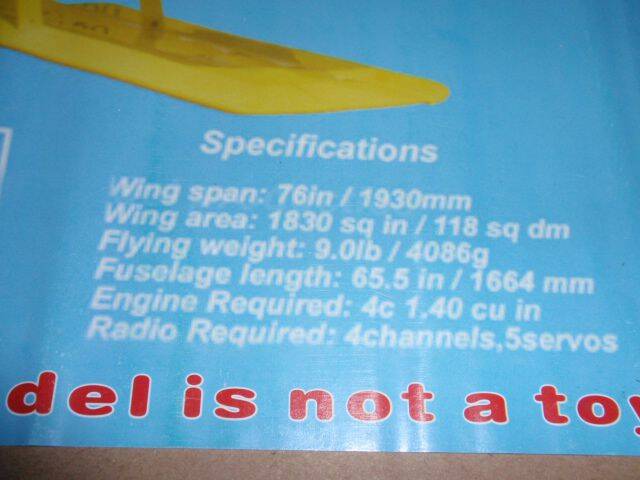 Specifications
Wing span: 76in / 1930mm
Wing area: 1830 sq in / 118 sq dm
Flying weight: 9.0lb / 4086g
Fuselage length: 65.5 in / 1664 mm
Engine Required: 4c 1.40 cu in
Radio Required: 4channels,5servos
del is not a toy